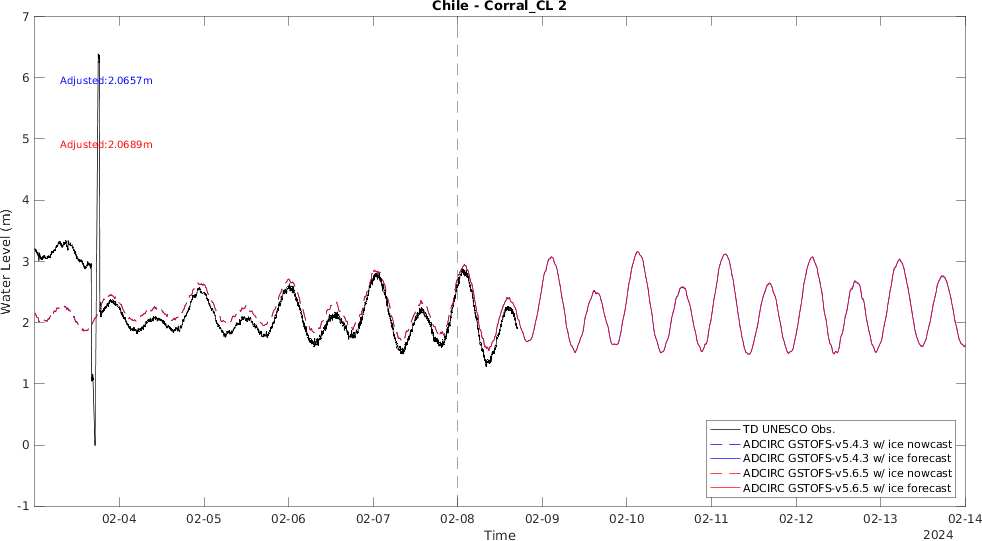 Chile - Corral_CL 2
7
6
5
4
3
2
1
0
-1
Water Level (m)
Adjusted:2.0657m
Adjusted:2.0689m
TD UNESCO Obs.
ADCIRC GSTOFS-v5.4.3 w/ ice nowcast
ADCIRC GSTOFS-v5.4.3 w/ ice forecast
ADCIRC GSTOFS-v5.6.5 w/ ice nowcast
ADCIRC GSTOFS-v5.6.5 w/ ice forecast
02-04 02-05 02-06 02-07 02-08 02-09 02-10 02-11 02-12 02-13 02-14
Time
2024